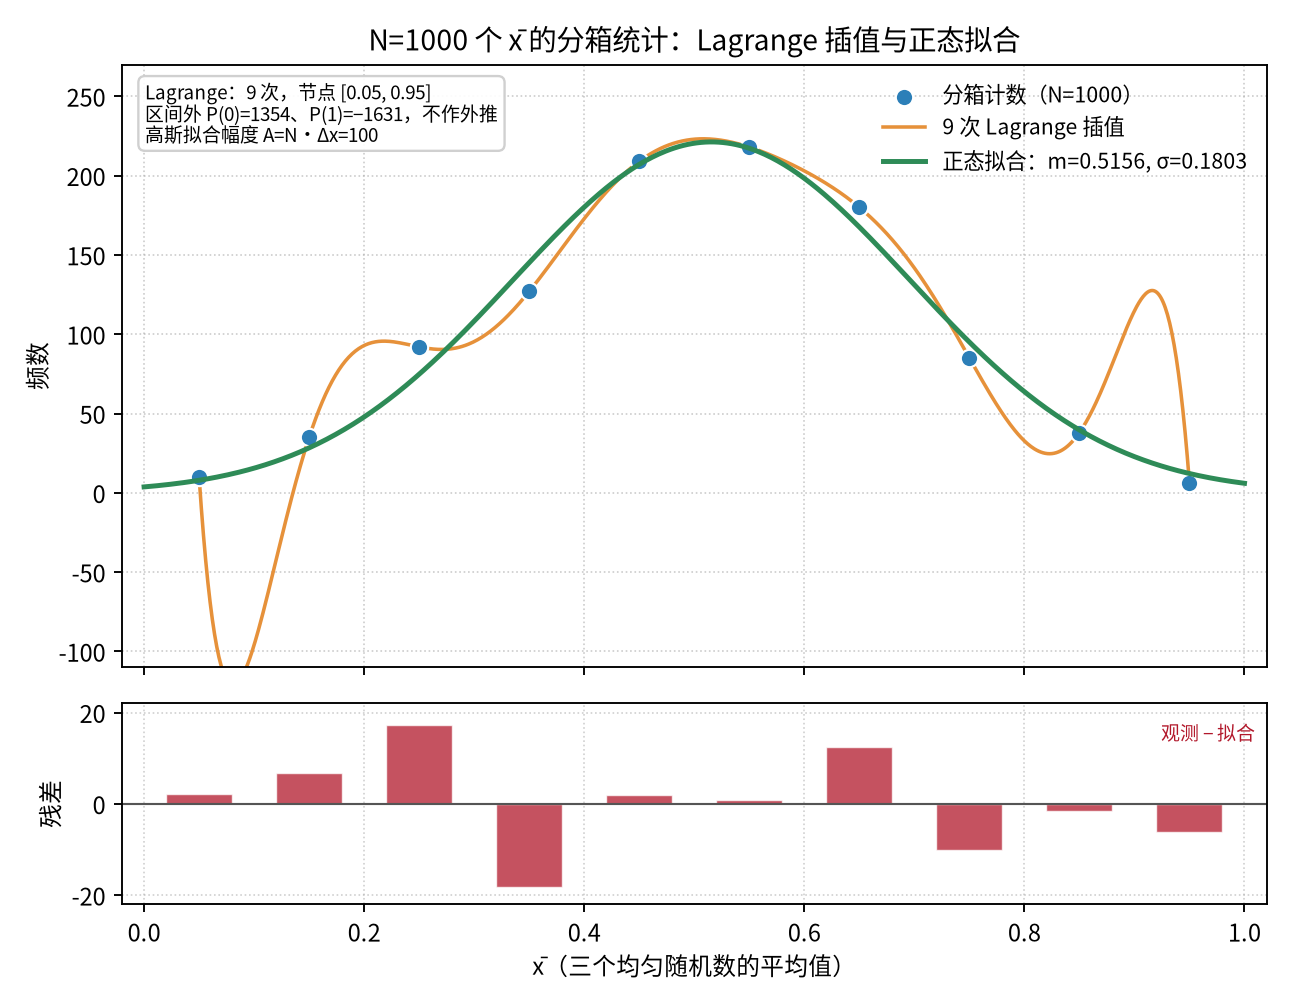 N=1000 个 x̄ 的分箱统计：Lagrange 插值与正态拟合
Lagrange：9 次，节点 [0.05, 0.95]
区间外 P(0)=1354、P(1)=−1631，不作外推
高斯拟合幅度 A=N·Δx=100
分箱计数（N=1000）
9 次 Lagrange 插值
正态拟合：m=0.5156, σ=0.1803
频数
250
200
150
100
50
0
-50
-100
观测 − 拟合
残差
20
0
-20
0.0 0.2 0.4 0.6 0.8 1.0
x̄（三个均匀随机数的平均值）